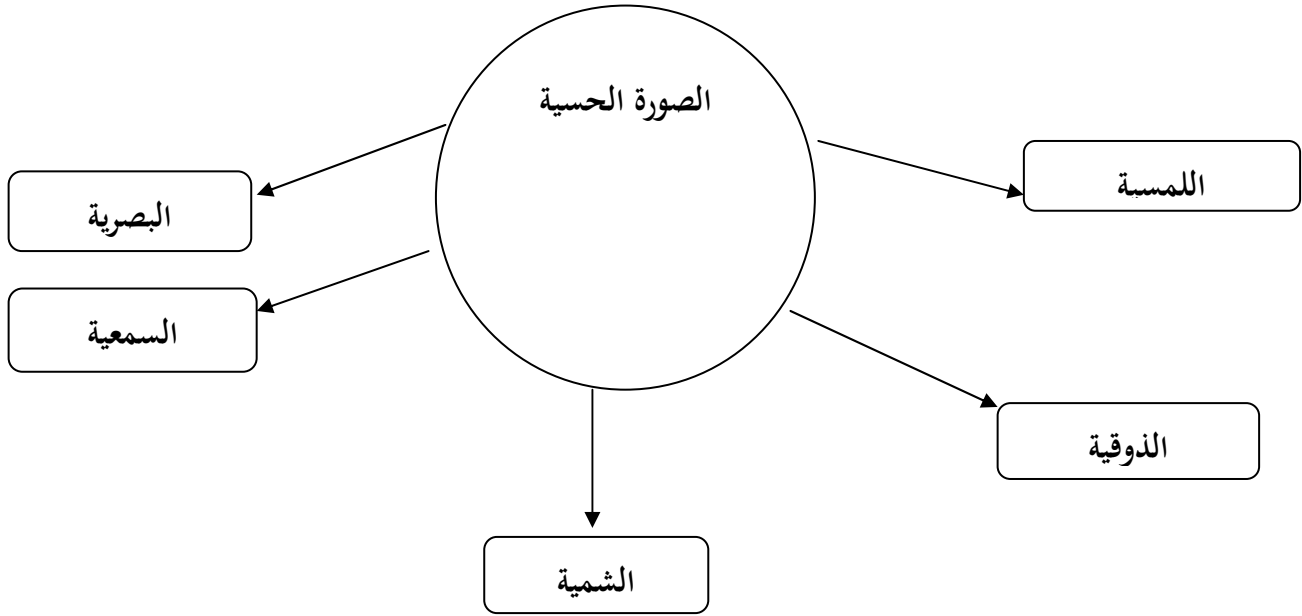 الصورة الحسية
اللمسية
البصرية
السمعية
الذوقية
الشمية